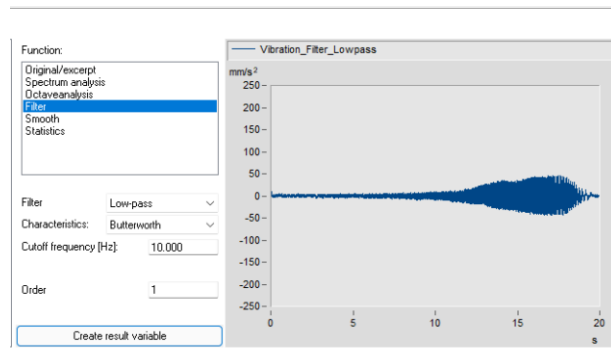 Function:
Original/excerpt
Spectrum analysis
Octaveanalysis
Filter
Smooth
Statistics
Filter Low-pass
Characteristics: Butterworth
Cutoff frequency [Hz]: 10.000
Order 1
Create result variable
Vibration_Filter_Lowpass
mm/s²
250
200
150
100
50
0
-50
-100
-150
-200
-250
0 5 10 15 20
s